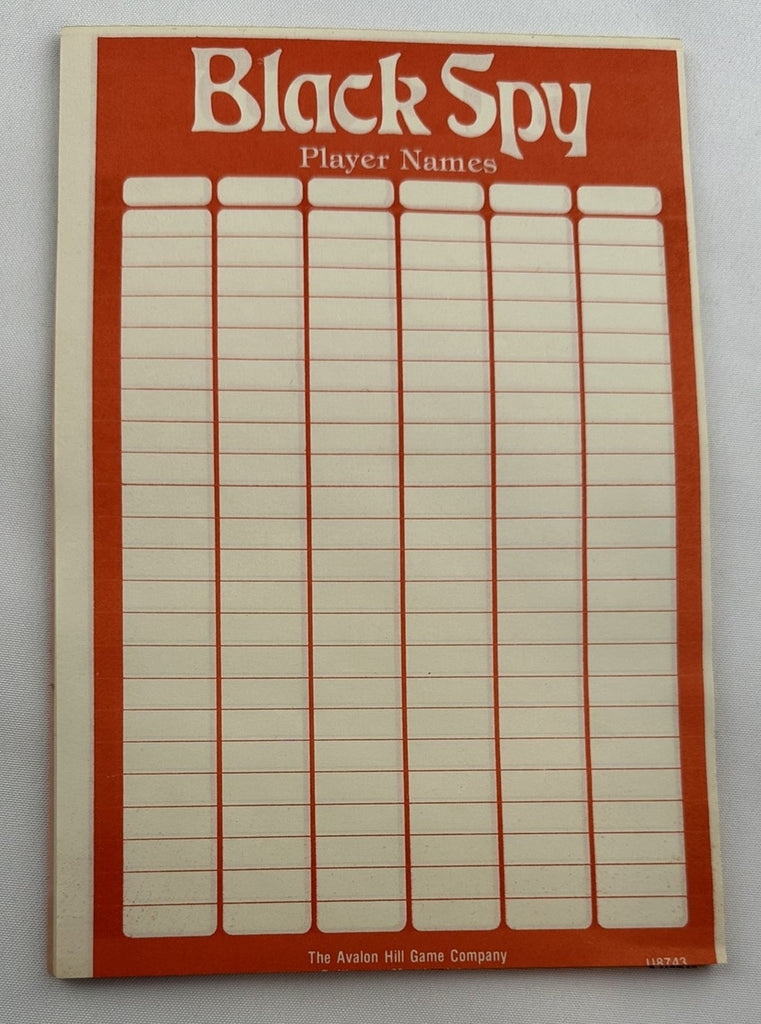 Black Spy
Player Names
The Avalon Hill Game Company